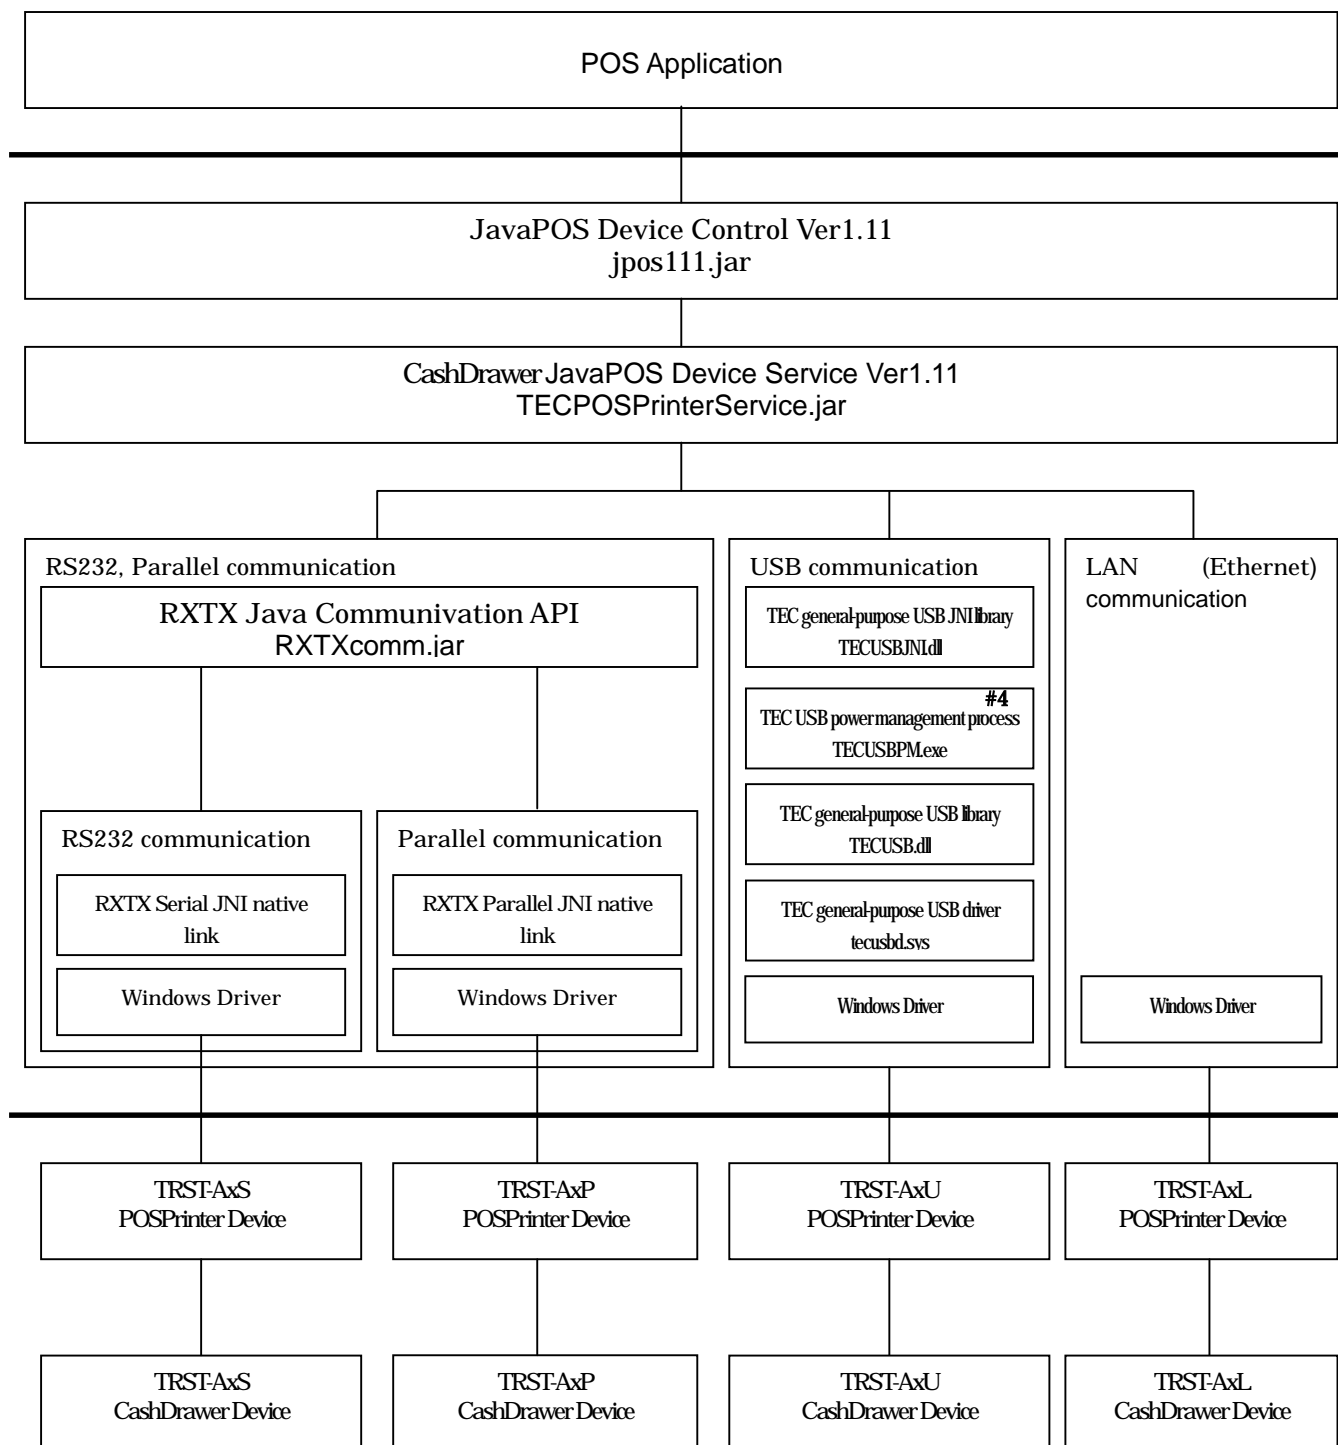 POS Application
JavaPOS Device Control Ver1.11
jpos111.jar
CashDrawer JavaPOS Device Service Ver1.11
TECPOSPrinterService.jar
RS232, Parallel communication
RXTX Java Communivation API
RXTXcomm.jar
RS232 communication
RXTX Serial JNI native
link
Windows Driver
Parallel communication
RXTX Parallel JNI native
link
Windows Driver
USB communication
TEC general-purpose USB JNI library
TECUSBJNI.dll
#4
TEC USB power management process
TECUSBPM.exe
TEC general-purpose USB library
TECUSB.dll
TEC general-purpose USB driver
tecusbd.sys
Windows Driver
LAN (Ethernet)
communication
Windows Driver
TRST-AxS
POSPrinter Device
TRST-AxP
POSPrinter Device
TRST-AxU
POSPrinter Device
TRST-AxL
POSPrinter Device
TRST-AxS
CashDrawer Device
TRST-AxP
CashDrawer Device
TRST-AxU
CashDrawer Device
TRST-AxL
CashDrawer Device